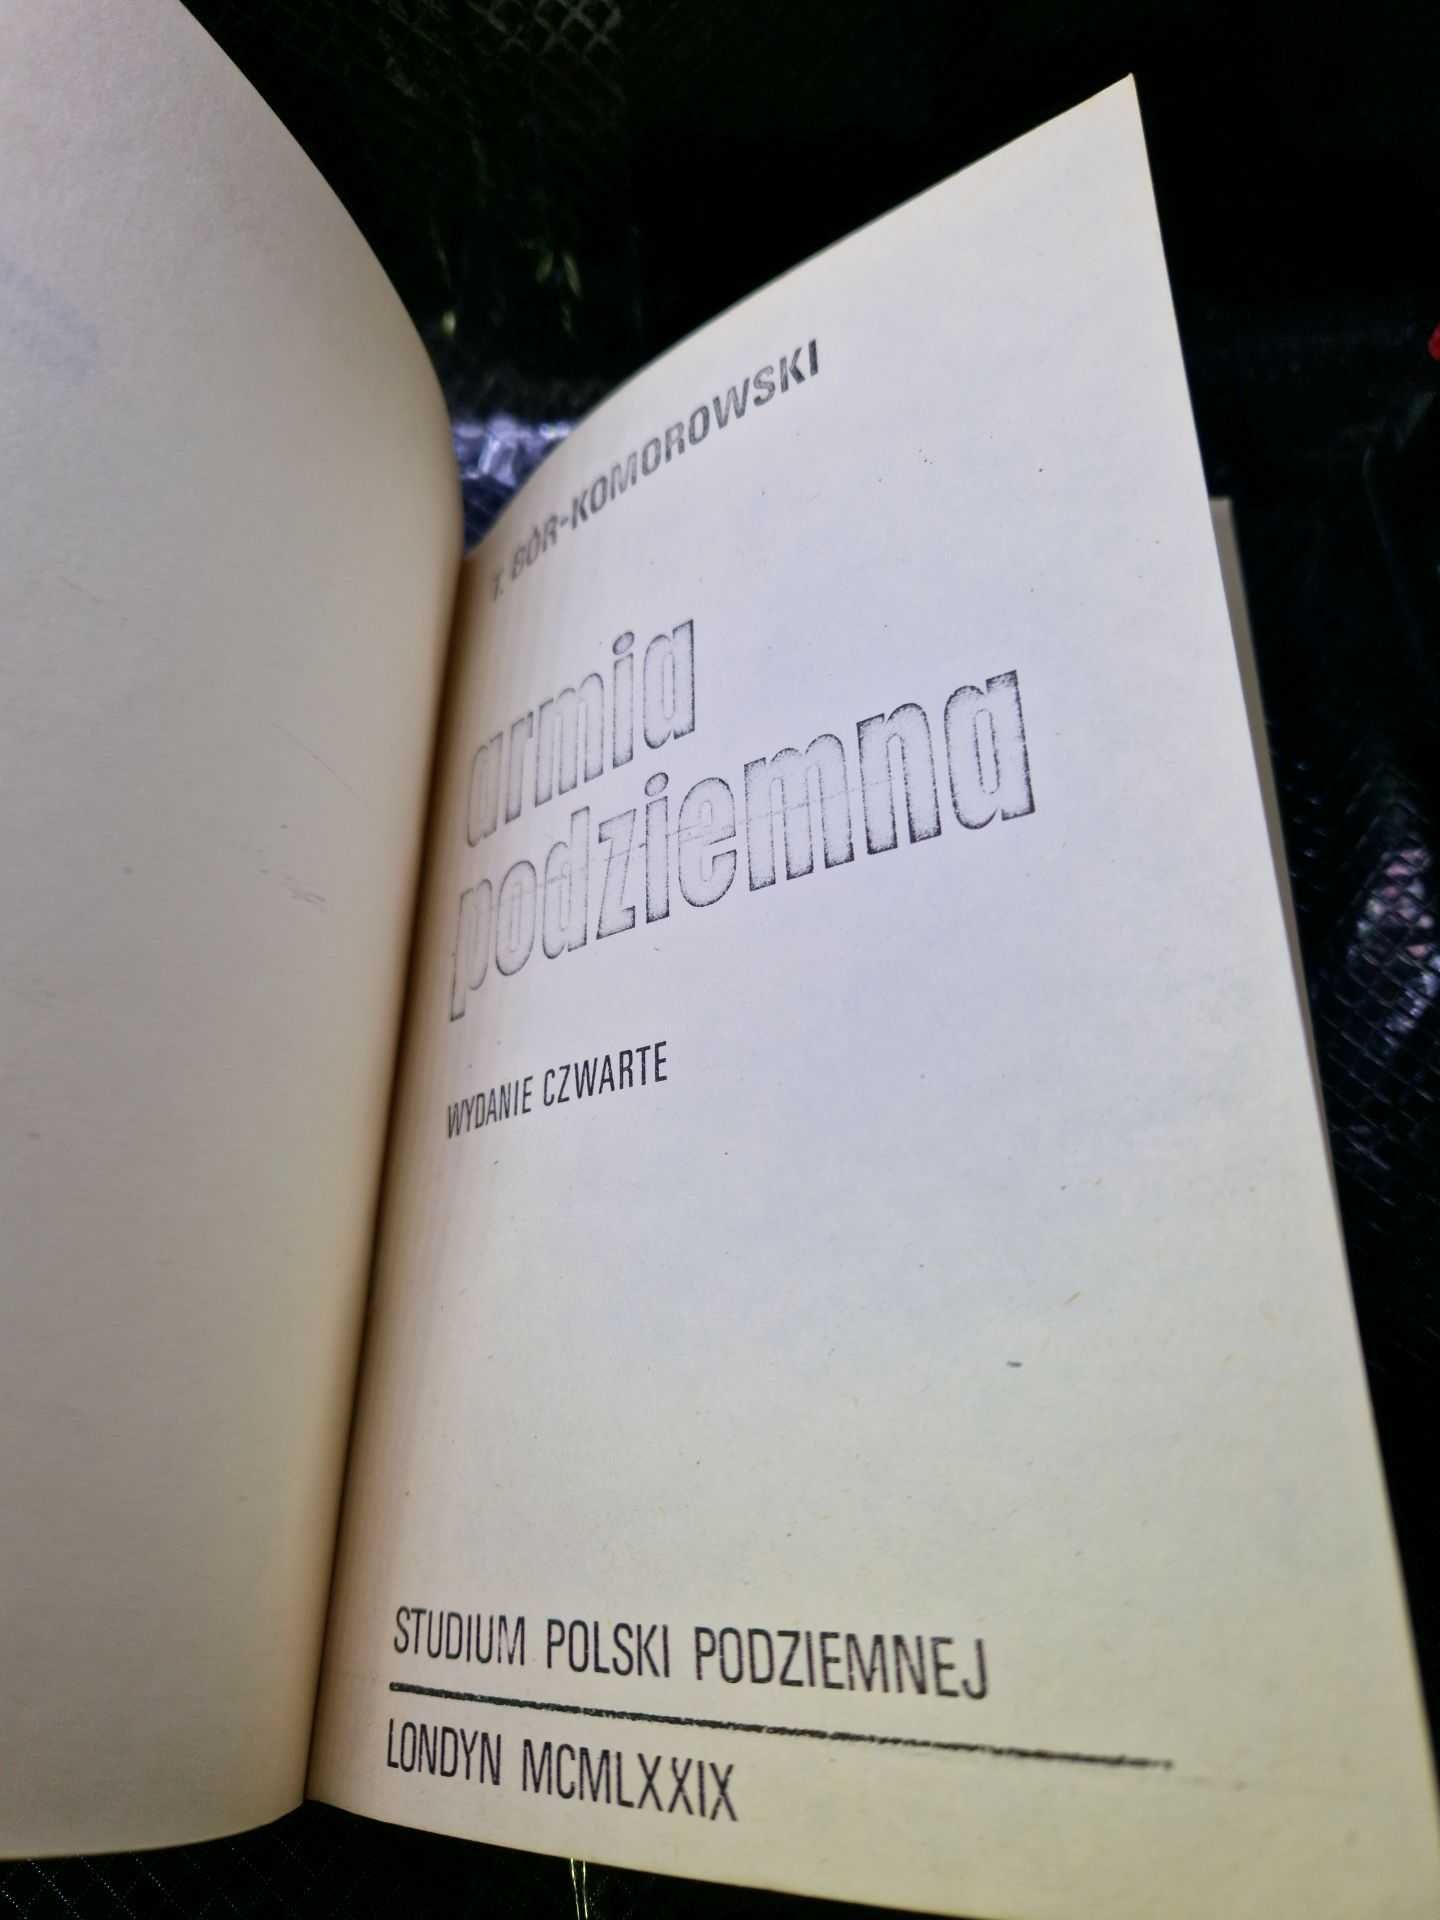 T. BÓR-KOMOROWSKI
armia
podziemna
WYDANIE CZWARTE
STUDIUM POLSKI PODZIEMNEJ
LONDYN MCMLXXIX